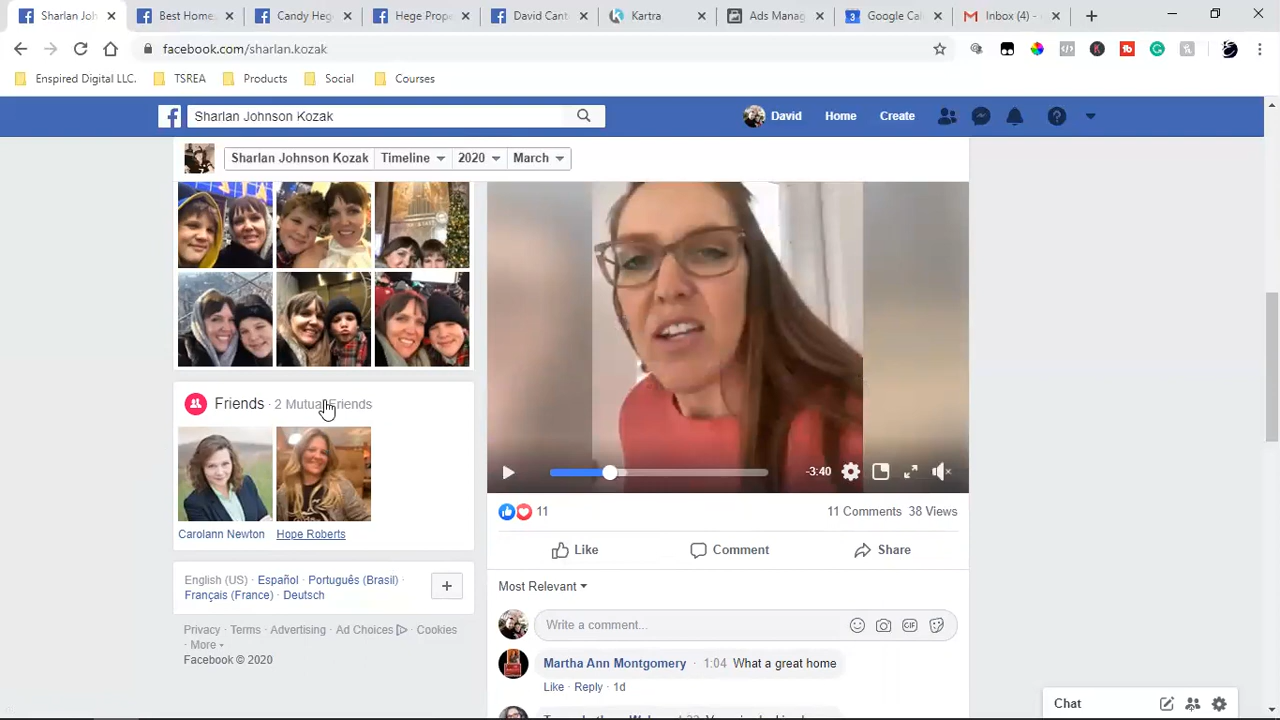 Sharlan Joh
Best Home
Candy Heg
Hege Prop
David Cant
Kartra
Ads Manag
Google Cal
Inbox (4) -
facebook.com/sharlan.kozak
Enspired Digital LLC.
TSREA
Products
Social
Courses
Sharlan Johnson Kozak
David
Home
Create
Sharlan Johnson Kozak
Timeline
2020
March
Friends · 2 Mutual Friends
Carolann Newton
Hope Roberts
English (US) · Español · Português (Brasil) ·
Français (France) · Deutsch
Privacy · Terms · Advertising · Ad Choices · Cookies
· More
Facebook © 2020
-3:40
11
11 Comments 38 Views
Like
Comment
Share
Most Relevant
Write a comment...
GIF
Martha Ann Montgomery · 1:04 What a great home
Like · Reply · 1d
Chat